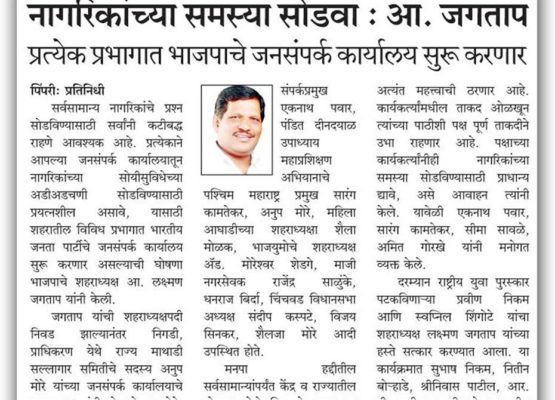 नागरिकांच्या समस्या सोडवा : आ. जगताप
प्रत्येक प्रभागात भाजपाचे जनसंपर्क कार्यालय सुरू करणार
पिंपरी: प्रतिनिधी
सर्वसामान्य नागरिकांचे प्रश्न
सोडविण्यासाठी सर्वांनी कटीबद्ध
राहणे आवश्यक आहे. प्रत्येकाने
आपल्या जनसंपर्क कार्यालयातून
नागरिकांच्या सोयीसुविधेच्या
अडीअडचणी सोडविण्यासाठी
प्रयत्नशील असावे, यासाठी
शहरातील विविध प्रभागात भारतीय
जनता पार्टीचे जनसंपर्क कार्यालय
सुरू करणार असल्याची घोषणा
भाजपाचे शहराध्यक्ष आ. लक्ष्मण
जगताप यांनी केली.
जगताप यांची शहराध्यक्षपदी
निवड झाल्यानंतर निगडी,
प्राधिकरण येथे राज्य माथाडी
सल्लागार समितीचे सदस्य अनुप
मोरे यांच्या जनसंपर्क कार्यालयाचे
संपर्कप्रमुख
एकनाथ पवार,
पंडित दीनदयाळ
उपाध्याय
महाप्रशिक्षण
अभियानाचे
पश्चिम महाराष्ट्र प्रमुख सारंग
कामतेकर, अनुप मोरे, महिला
आघाडीच्या शहराध्यक्षा शैला
मोळक, भाजयुमोचे शहराध्यक्ष
अॅड. मोरेश्वर शेडगे, माजी
नगरसेवक राजेंद्र साळुंके,
धनराज बिर्दा, चिंचवड विधानसभा
अध्यक्ष संदीप कस्पटे, विजय
सिनकर, शैलजा मोरे आदी
उपस्थित होते.
मनपा हद्दीतील
सर्वसामान्यांपर्यंत केंद्र व राज्यातील
अत्यंत महत्त्वाची ठरणार आहे.
कार्यकर्त्यांमधील ताकद ओळखून
त्यांच्या पाठीशी पक्ष पूर्ण ताकदीने
उभा राहणार आहे. पक्षाच्या
कार्यकर्त्यांनीही नागरिकांच्या
समस्या सोडविण्यासाठी प्राधान्य
द्यावे, असे आवाहन त्यांनी
केले. यावेळी एकनाथ पवार,
सारंग कामतेकर, सीमा सावळे,
अमित गोरखे यांनी मनोगत
व्यक्त केले.
दरम्यान राष्ट्रीय युवा पुरस्कार
पटकविणाऱ्या प्रवीण निकम
आणि स्वप्निल शिंगोटे यांचा
शहराध्यक्ष लक्ष्मण जगताप यांच्या
हस्ते सत्कार करण्यात आला. या
कार्यक्रमात सुभाष निकम, नितीन
बोऱ्हाडे, श्रीनिवास पाटील, आर.